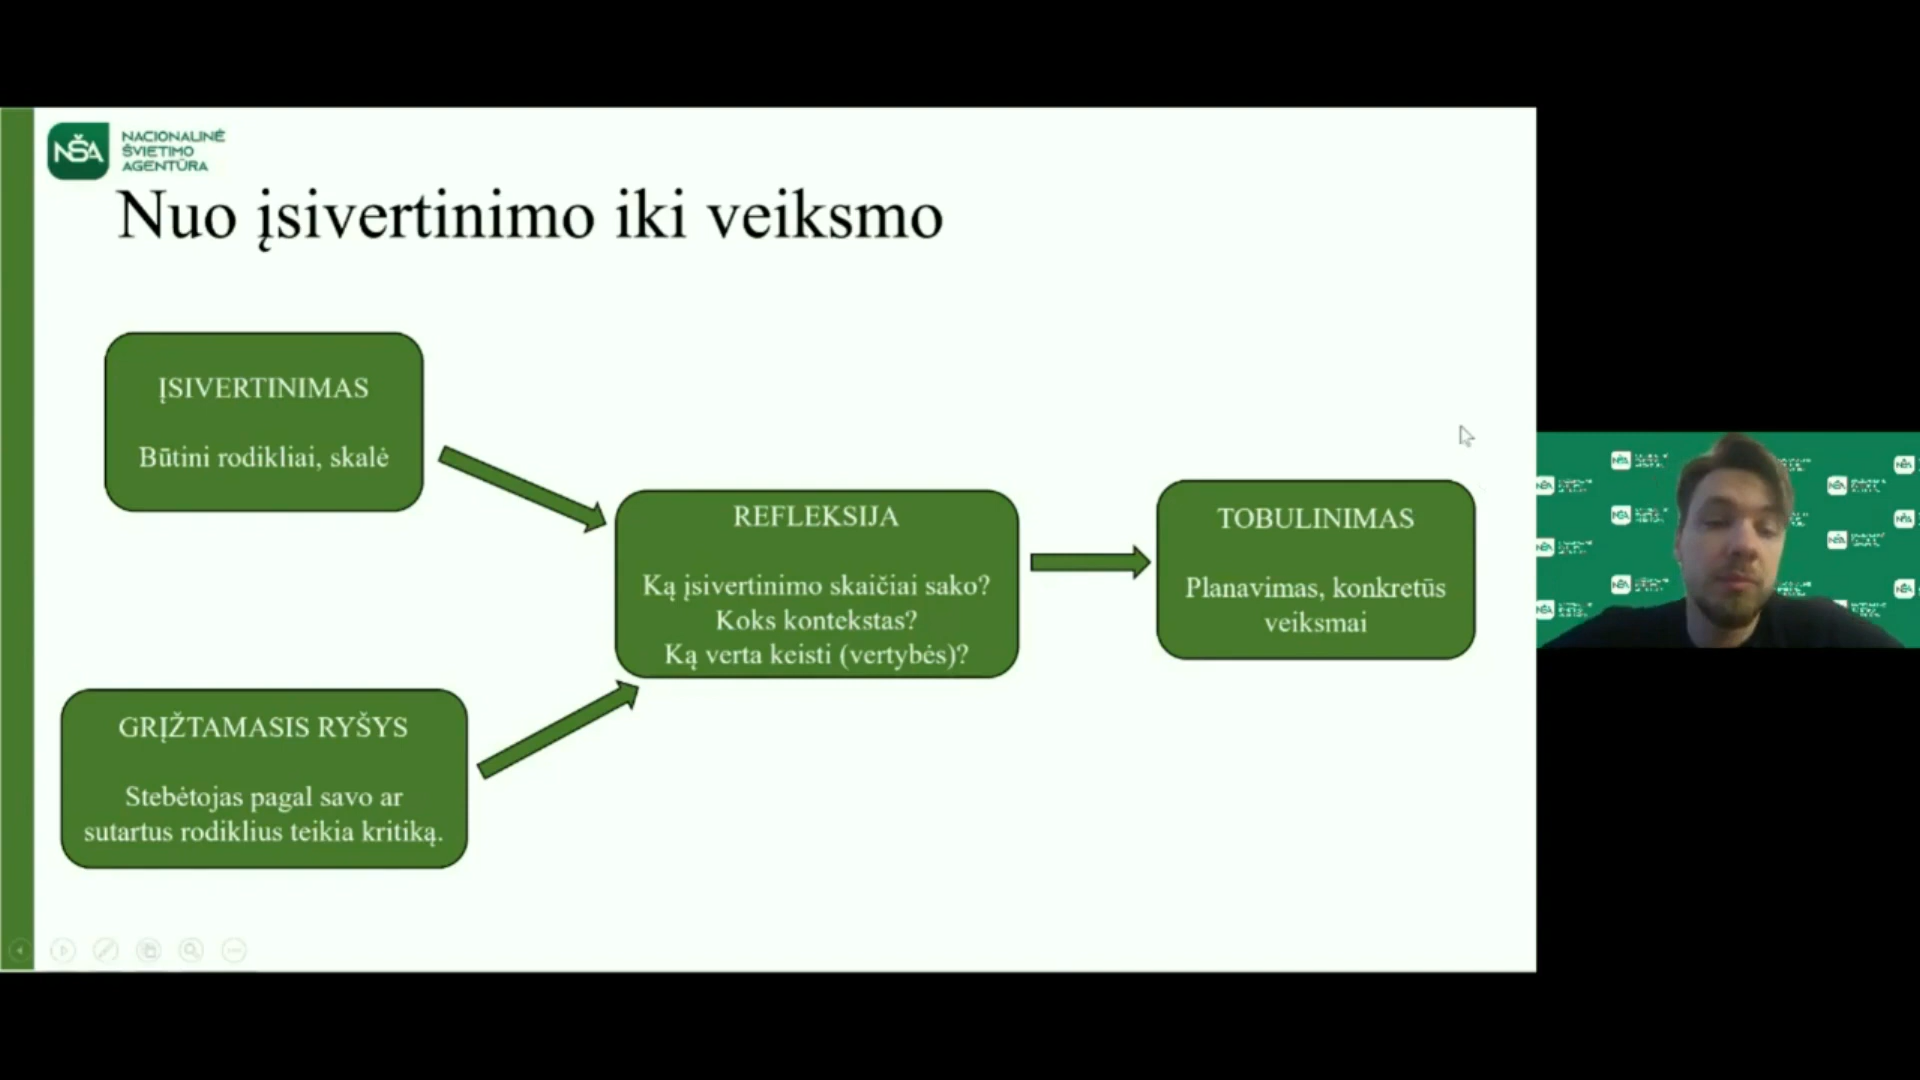 NŠA
NACIONALINĖ
ŠVIETIMO
AGENTŪRA
Nuo įsivertinimo iki veiksmo
ĮSIVERTINIMAS
Būtini rodikliai, skalė
REFLEKSIJA
Ką įsivertinimo skaičiai sako?
Koks kontekstas?
Ką verta keisti (vertybės)?
TOBULINIMAS
Planavimas, konkretūs
veiksmai
GRĮŽTAMASIS RYŠYS
Stebėtojas pagal savo ar
sutartus rodiklius teikia kritiką.